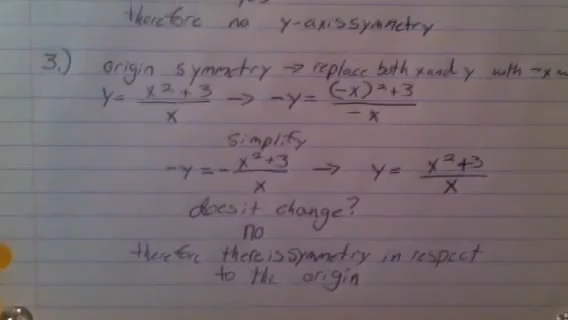 therefore no y-axis symmetry
3.) origin symmetry → replace both x and y with -x
y = x² + 3 / x → -y = (-x)² + 3 / -x
simplify
-y = - x² + 3 / x → y = x² + 3 / x
does it change?
no
therefore there is symmetry in respect
to the origin